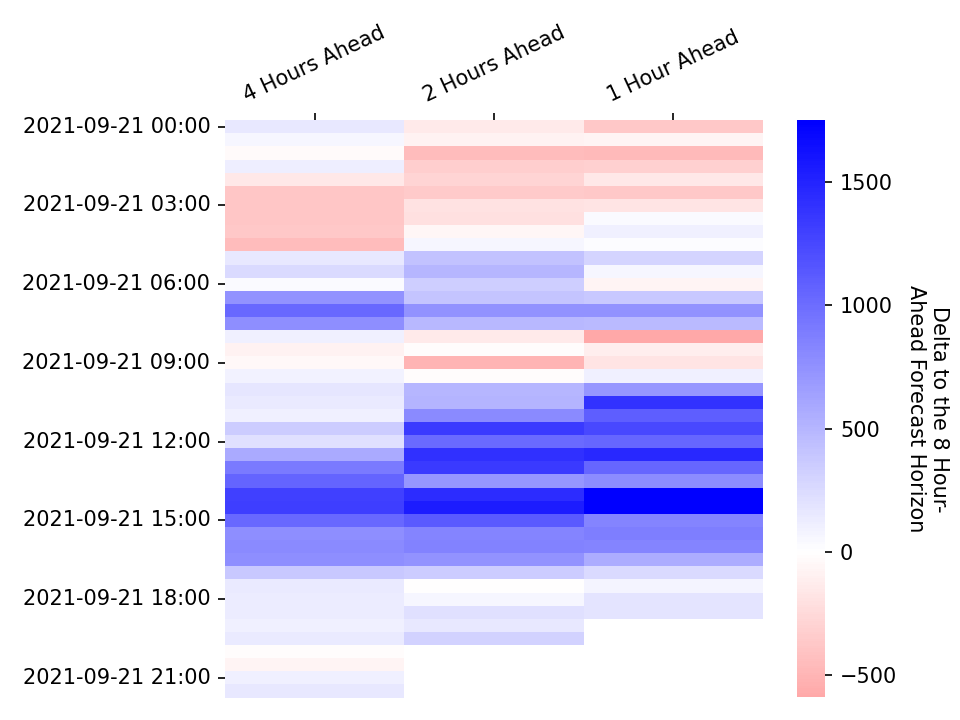 4 Hours Ahead
2 Hours Ahead
1 Hour Ahead
2021-09-21 00:00
2021-09-21 03:00
2021-09-21 06:00
2021-09-21 09:00
2021-09-21 12:00
2021-09-21 15:00
2021-09-21 18:00
2021-09-21 21:00
1500
1000
500
0
−500
Delta to the 8 Hour-
Ahead Forecast Horizon